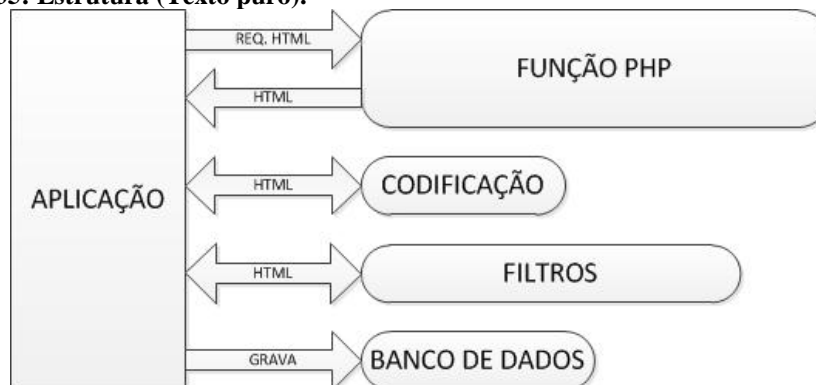 Estrutura (Texto puro).
REQ. HTML
FUNÇÃO PHP
HTML
APLICAÇÃO
HTML
CODIFICAÇÃO
HTML
FILTROS
GRAVA
BANCO DE DADOS